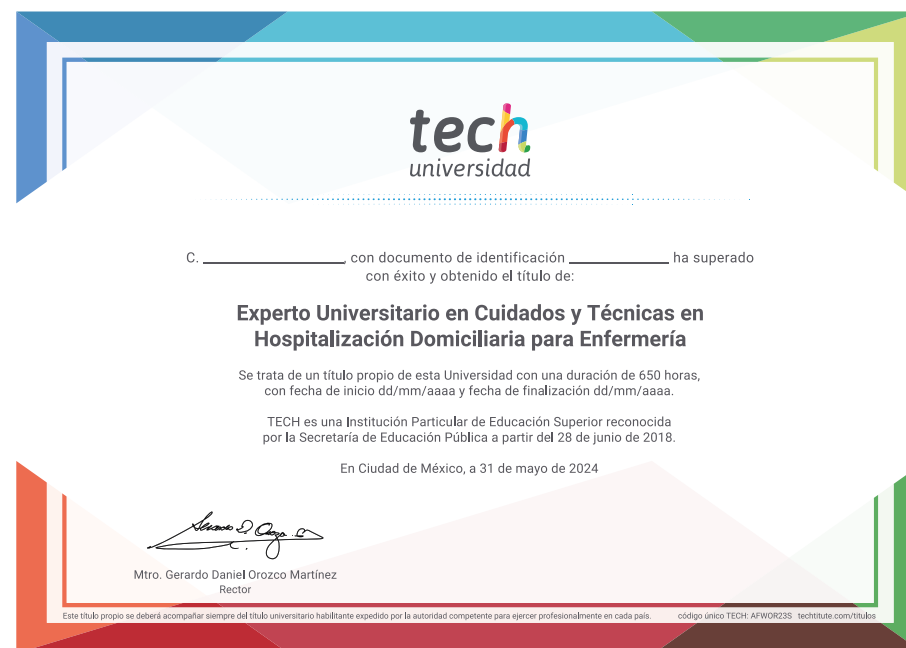 tech
universidad
C. ____________, con documento de identificación ____________ ha superado
con éxito y obtenido el título de:
Experto Universitario en Cuidados y Técnicas en
Hospitalización Domiciliaria para Enfermería
Se trata de un título propio de esta Universidad con una duración de 650 horas,
con fecha de inicio dd/mm/aaaa y fecha de finalización dd/mm/aaaa.
TECH es una Institución Particular de Educación Superior reconocida
por la Secretaría de Educación Pública a partir del 28 de junio de 2018.
En Ciudad de México, a 31 de mayo de 2024
Mtro. Gerardo Daniel Orozco Martínez
Rector
Este título propio se deberá acompañar siempre del título universitario habilitante expedido por la autoridad competente para ejercer profesionalmente en cada país. código único TECH: AFWOR23S techtitute.com/titulos